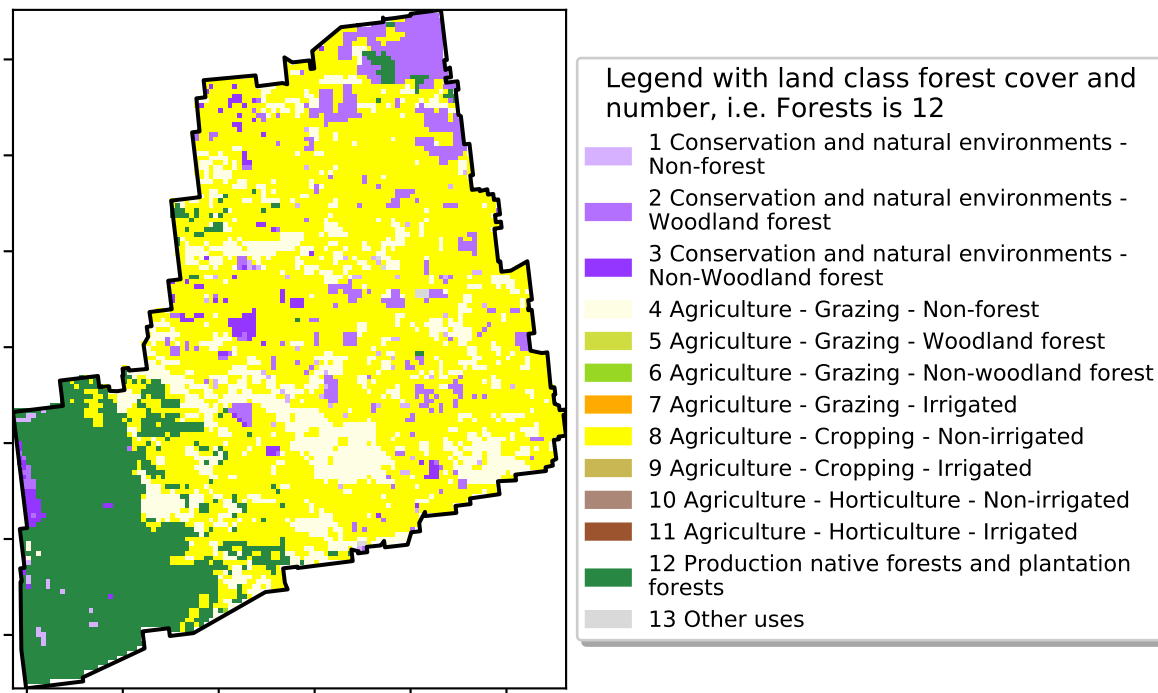 Legend with land class forest cover and
number, i.e. Forests is 12
1 Conservation and natural environments -
Non-forest
2 Conservation and natural environments -
Woodland forest
3 Conservation and natural environments -
Non-Woodland forest
4 Agriculture - Grazing - Non-forest
5 Agriculture - Grazing - Woodland forest
6 Agriculture - Grazing - Non-woodland forest
7 Agriculture - Grazing - Irrigated
8 Agriculture - Cropping - Non-irrigated
9 Agriculture - Cropping - Irrigated
10 Agriculture - Horticulture - Non-irrigated
11 Agriculture - Horticulture - Irrigated
12 Production native forests and plantation
forests
13 Other uses